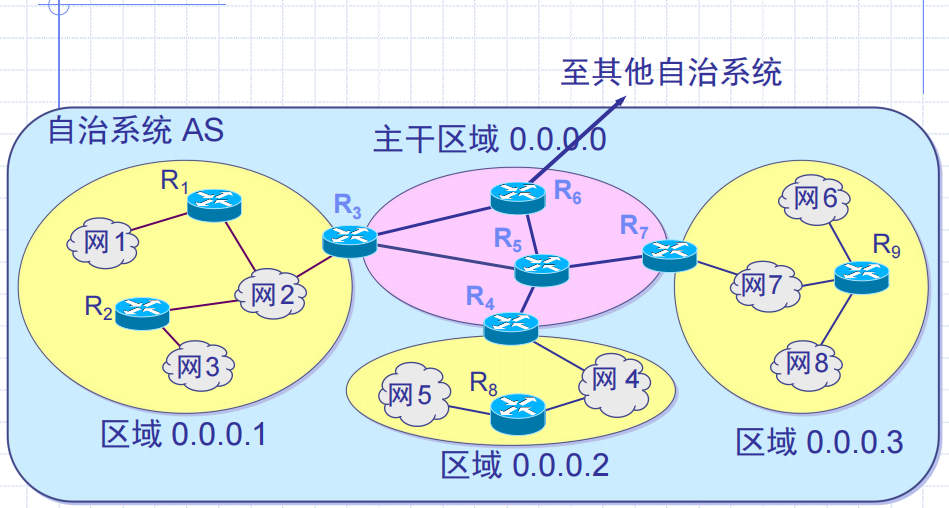 至其他自治系统
自治系统 AS
主干区域 0.0.0.0
R1
R6
R3
R5
R7
网6
网1
R9
R4
网2
网7
R2
网3
R8
网5
网 4
网8
区域 0.0.0.1
区域 0.0.0.2
区域 0.0.0.3